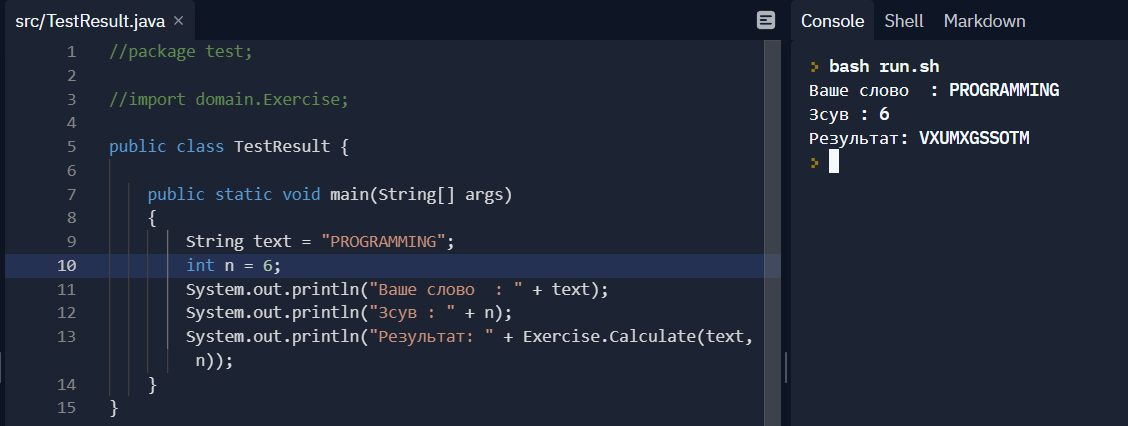 src/TestResult.java ×
1 //package test;
2
3 //import domain.Exercise;
4
5 public class TestResult {
6
7 public static void main(String[] args)
8 {
9 String text = "PROGRAMMING";
10 int n = 6;
11 System.out.println("Ваше слово  : " + text);
12 System.out.println("Зсув : " + n);
13 System.out.println("Результат: " + Exercise.Calculate(text,
n));
14 }
15 }
Console Shell Markdown
> bash run.sh
Ваше слово  : PROGRAMMING
Зсув : 6
Результат: VXUMXGSSOTM
>